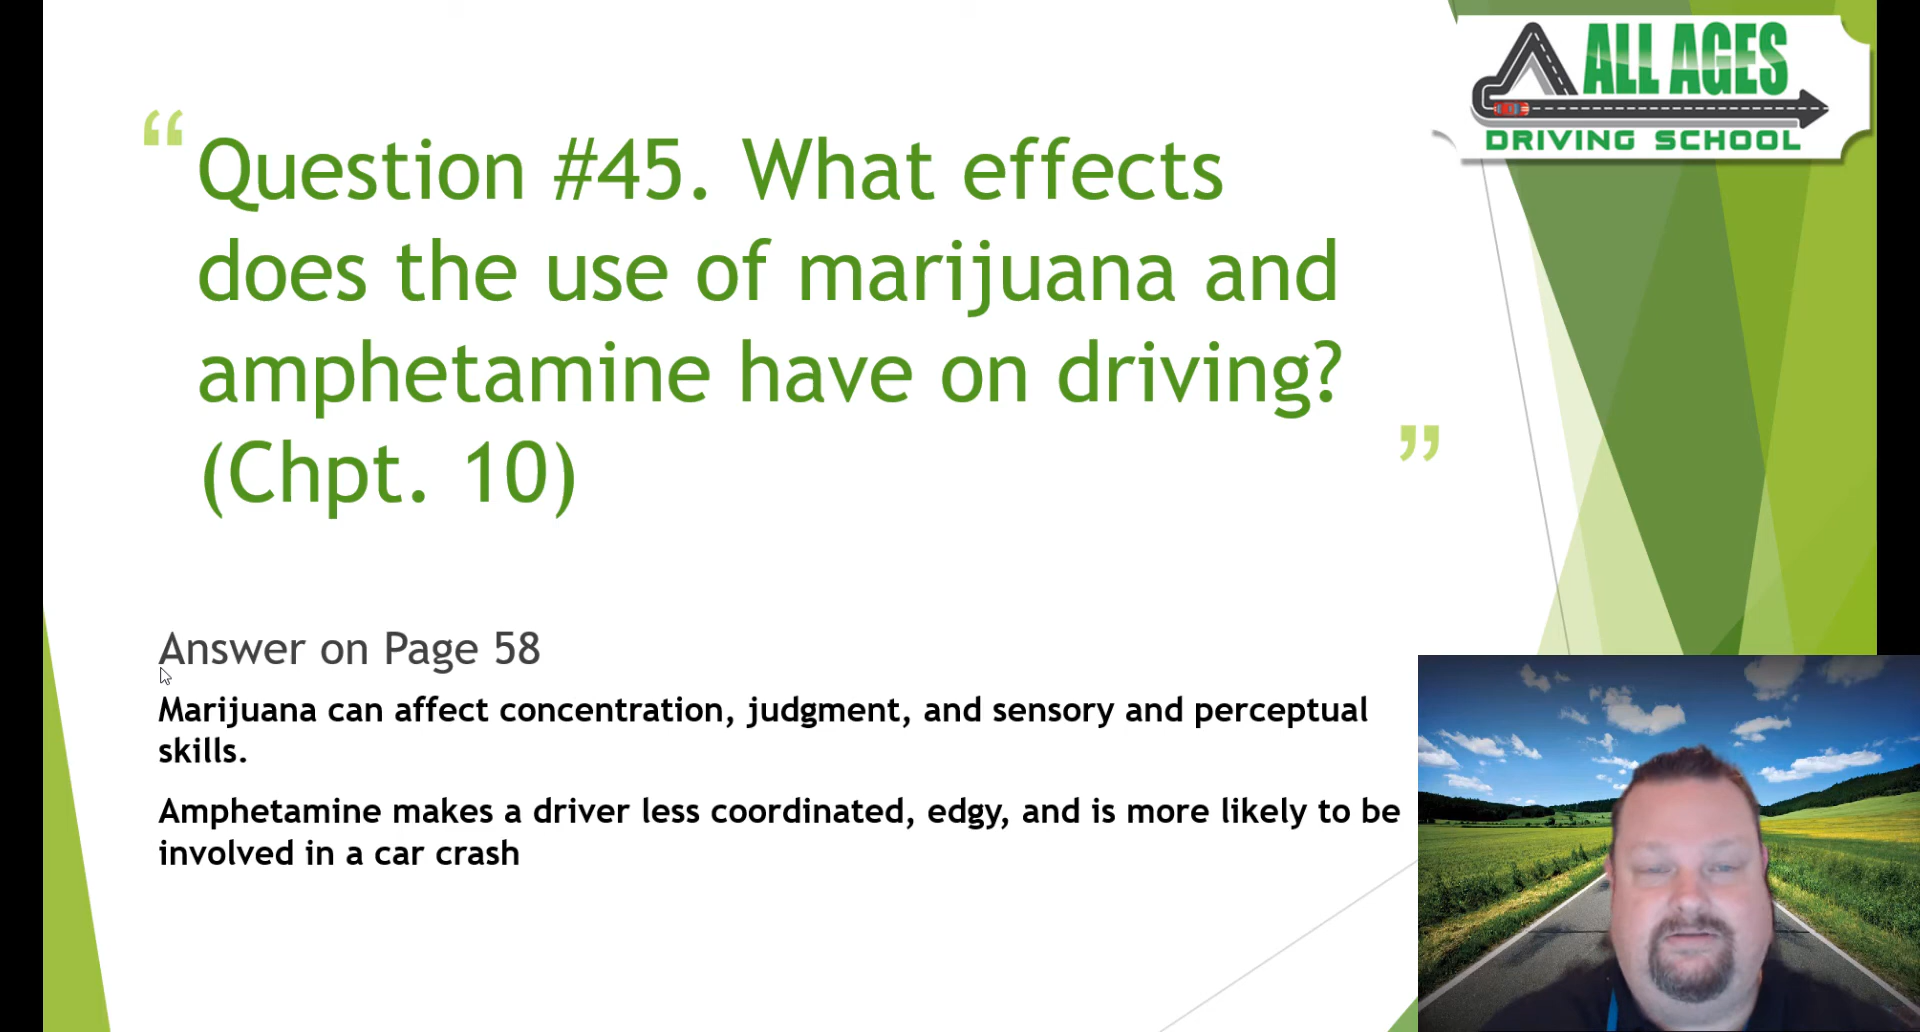 ALL AGES
DRIVING SCHOOL
“Question #45. What effects
does the use of marijuana and
amphetamine have on driving?
(Chpt. 10)”
Answer on Page 58
Marijuana can affect concentration, judgment, and sensory and perceptual
skills.
Amphetamine makes a driver less coordinated, edgy, and is more likely to be
involved in a car crash